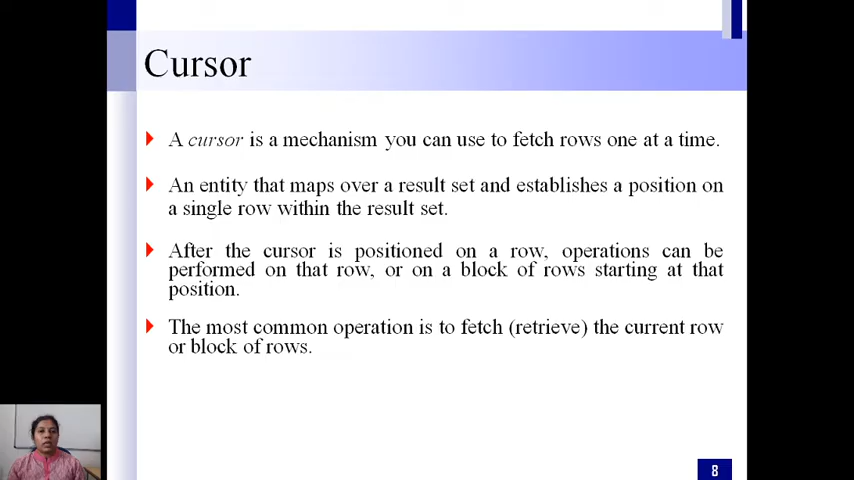 Cursor
A cursor is a mechanism you can use to fetch rows one at a time.
An entity that maps over a result set and establishes a position on
a single row within the result set.
After the cursor is positioned on a row, operations can be
performed on that row, or on a block of rows starting at that
position.
The most common operation is to fetch (retrieve) the current row
or block of rows.
8